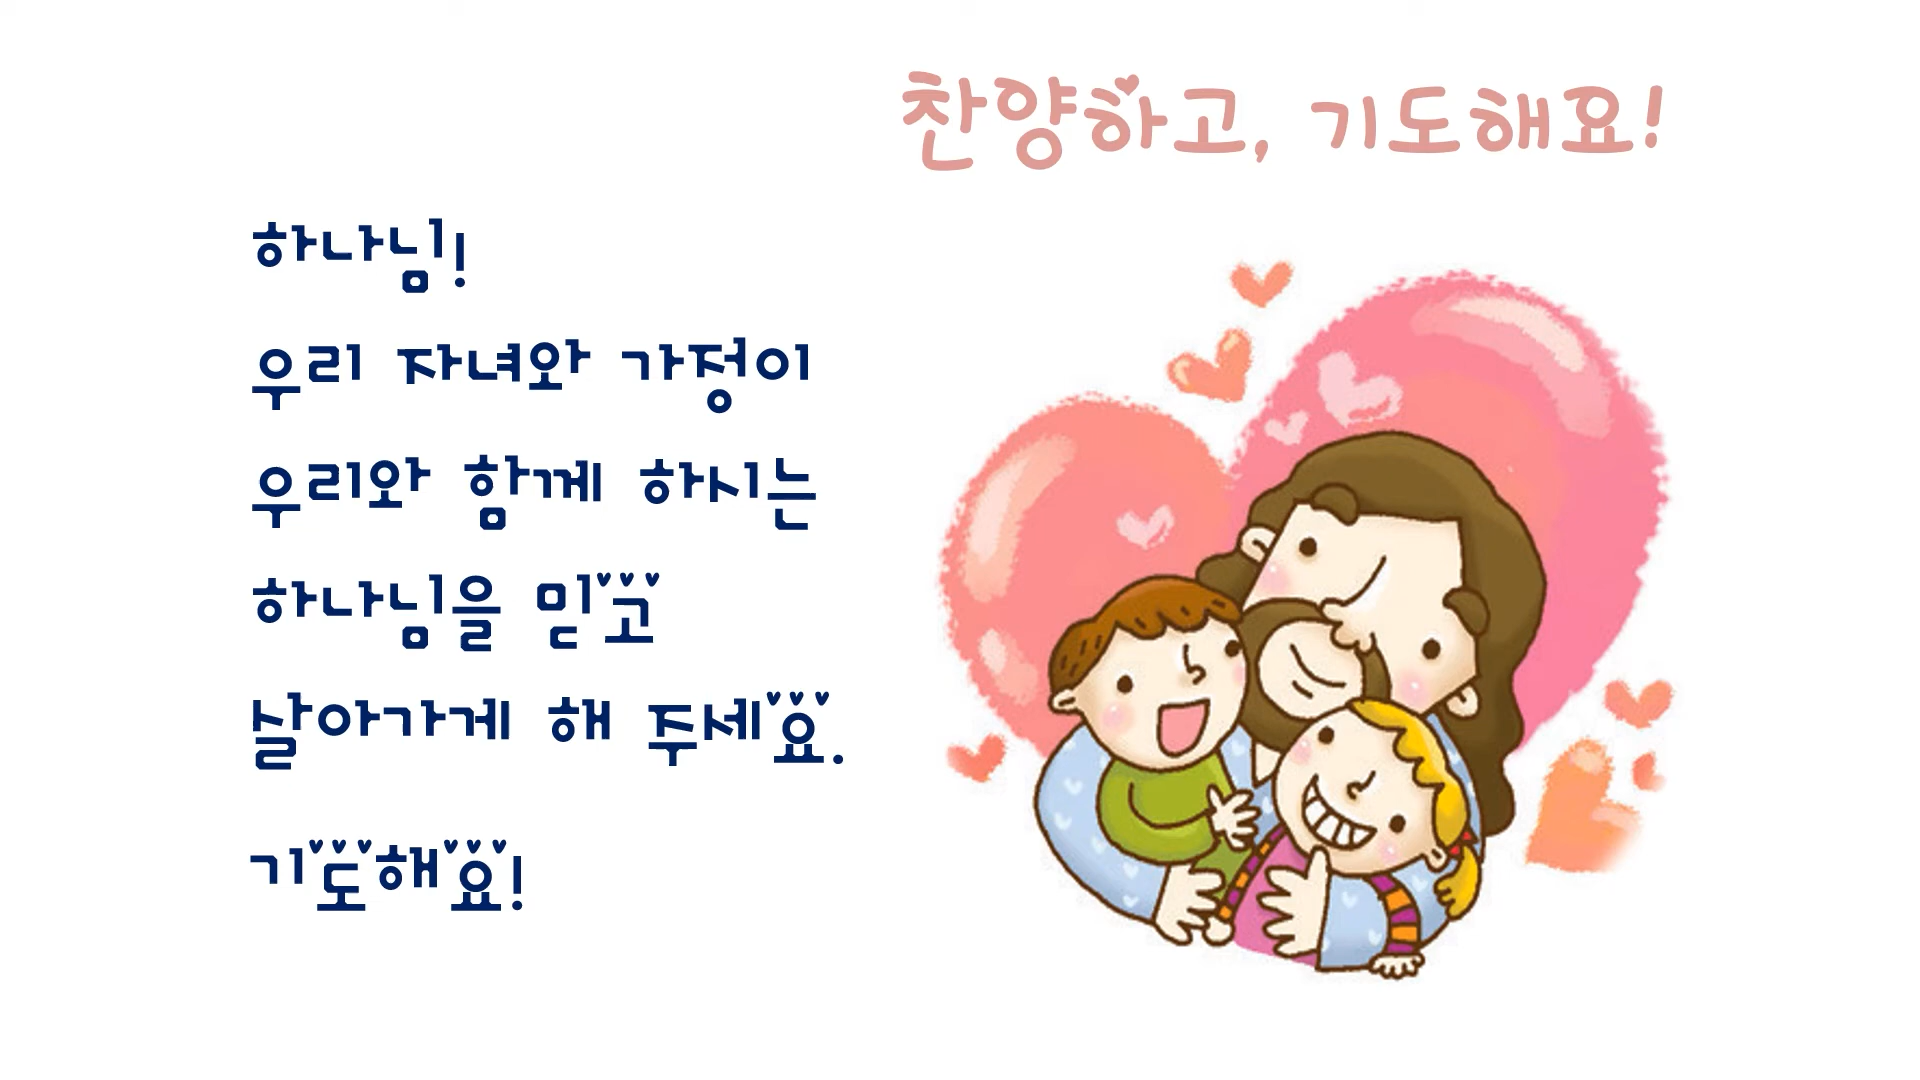 찬양하고, 기도해요!
하나님!
우리 자녀와 가정이
우리와 함께 하시는
하나님을 믿고
살아가게 해 주세요.
기도해요!